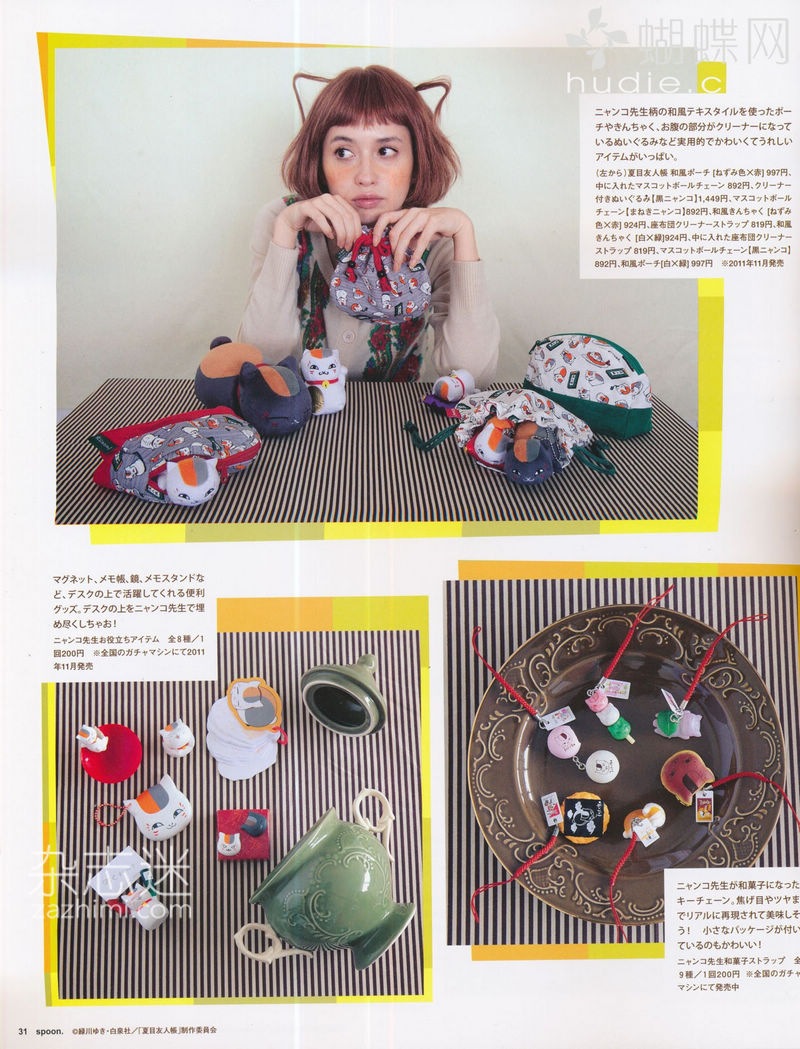 蝴蝶网
hudie.c
ニャンコ先生柄の和風テキスタイルを使ったポー
チやきんちゃく、お腹の部分がクリーナーになって
いるぬいぐるみなど実用的でかわいくてうれしい
アイテムがいっぱい。
(左から)夏目友人帳 和風ポーチ [ねずみ色×赤] 997円、
中に入れたマスコットボールチェーン 892円、クリーナー
付きぬいぐるみ【黒ニャンコ】1,449円、マスコットボール
チェーン【まねきニャンコ】892円、和風きんちゃく [ねずみ
色×赤] 924円、座布団クリーナーストラップ 819円、和風
きんちゃく [白×緑]924円、中に入れた座布団クリーナー
ストラップ 819円、マスコットボールチェーン【黒ニャンコ】
892円、和風ポーチ[白×緑] 997円 ※2011年11月発売
マグネット、メモ帳、鏡、メモスタンドな
ど、デスクの上で活躍してくれる便利
グッズ。デスクの上をニャンコ先生で埋
め尽くしちゃお!
ニャンコ先生お役立ちアイテム 全8種/1
回200円 ※全国のガチャマシンにて2011
年11月発売
杂志迷
zazhimi.com
ニャンコ先生が和菓子になった
キーチェーン。焦げ目やツヤま
でリアルに再現されて美味しそ
う! 小さなパッケージが付い
ているのもかわいい!
ニャンコ先生和菓子ストラップ 全
9種/1回200円 ※全国のガチャ
マシンにて発売中
31 spoon. ©緑川ゆき・白泉社/「夏目友人帳」制作委員会